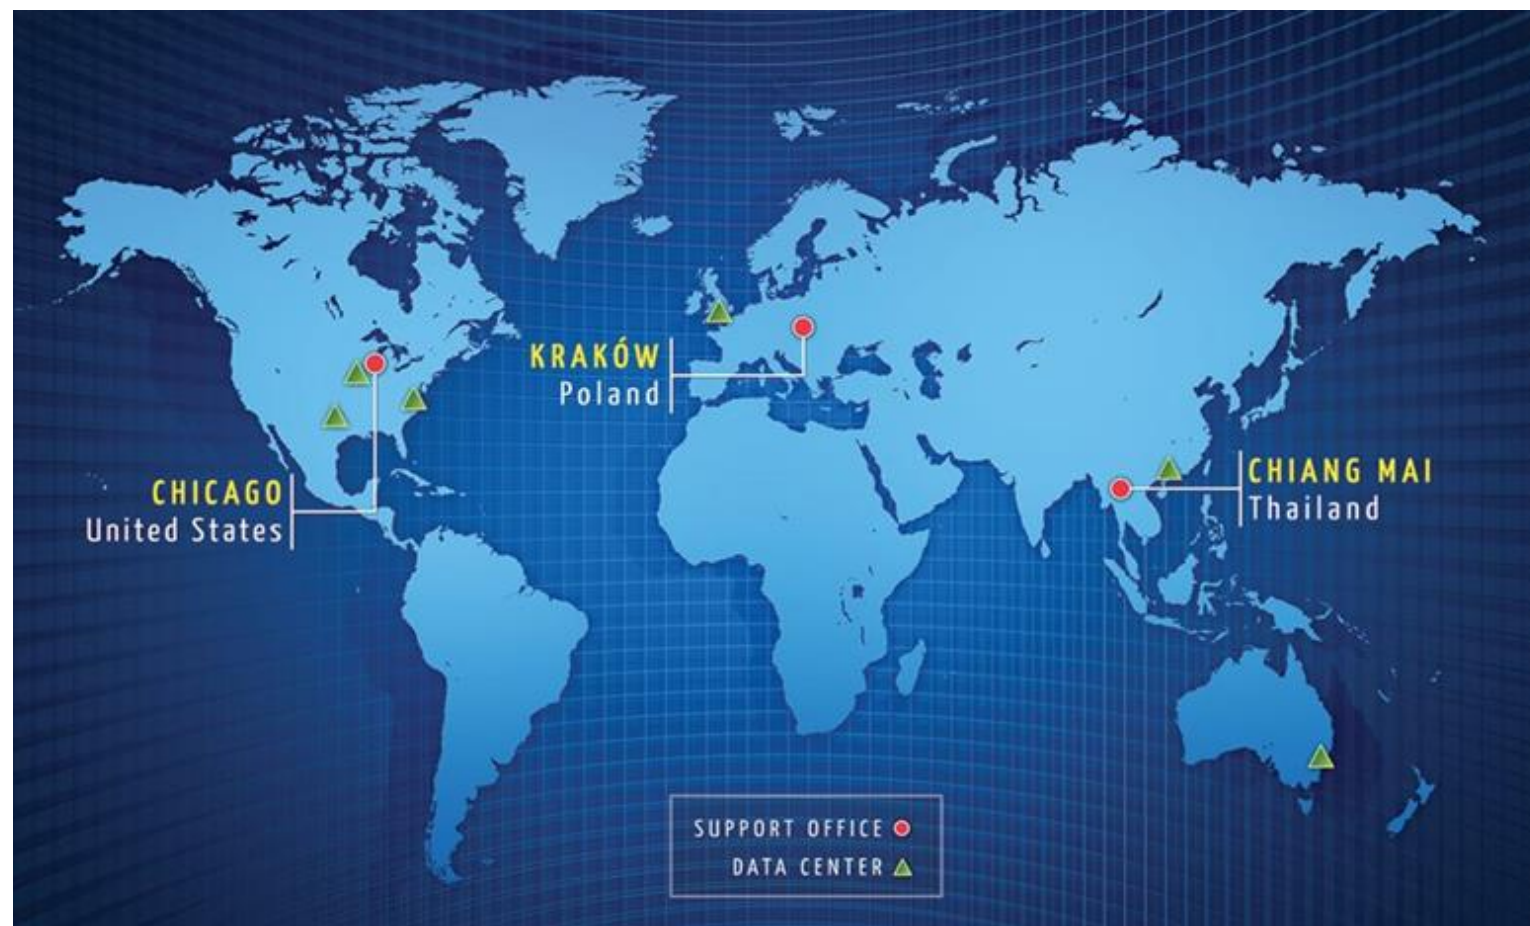 KRAKÓW
Poland
CHICAGO
United States
CHIANG MAI
Thailand
SUPPORT OFFICE
DATA CENTER